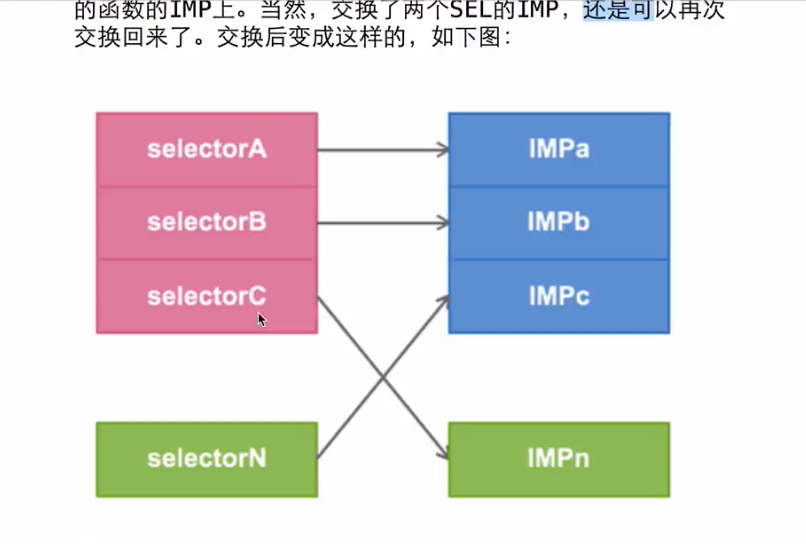 的函数的IMP上。当然，交换了两个SEL的IMP，还是可以再次
交换回来了。交换后变成这样的，如下图：
selectorA
IMPa
selectorB
IMPb
selectorC
IMPc
selectorN
IMPn